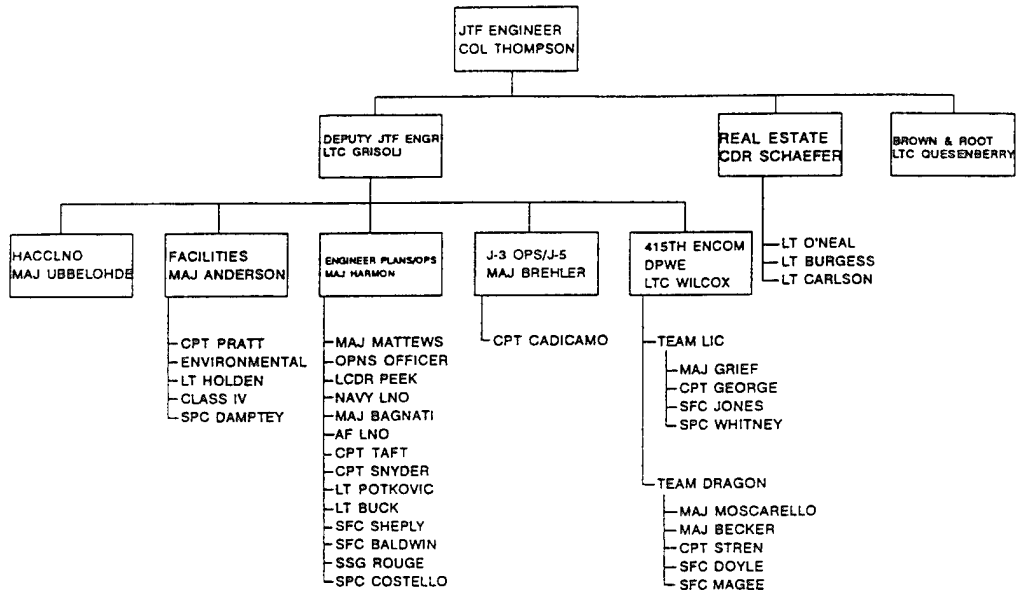 JTF ENGINEER
COL THOMPSON
DEPUTY JTF ENGR
LTC GRISOLI
REAL ESTATE
CDR SCHAEFER
BROWN & ROOT
LTC QUESENBERRY
HACCLNO
MAJ UBBELOHDE
FACILITIES
MAJ ANDERSON
CPT PRATT
ENVIRONMENTAL
LT HOLDEN
CLASS IV
SPC DAMPTEY
ENGINEER PLANS/OPS
MAJ HARMON
MAJ MATTEWS
OPNS OFFICER
LCDR PEEK
NAVY LNO
MAJ BAGNATI
AF LNO
CPT TAFT
CPT SNYDER
LT POTKOVIC
LT BUCK
SFC SHEPLY
SFC BALDWIN
SSG ROUGE
SPC COSTELLO
J-3 OPS/J-5
MAJ BREHLER
CPT CADICAMO
415TH ENCOM
DPWE
LTC WILCOX
TEAM LIC
MAJ GRIEF
CPT GEORGE
SFC JONES
SPC WHITNEY
TEAM DRAGON
MAJ MOSCARELLO
MAJ BECKER
CPT STREN
SFC DOYLE
SFC MAGEE
LT O'NEAL
LT BURGESS
LT CARLSON